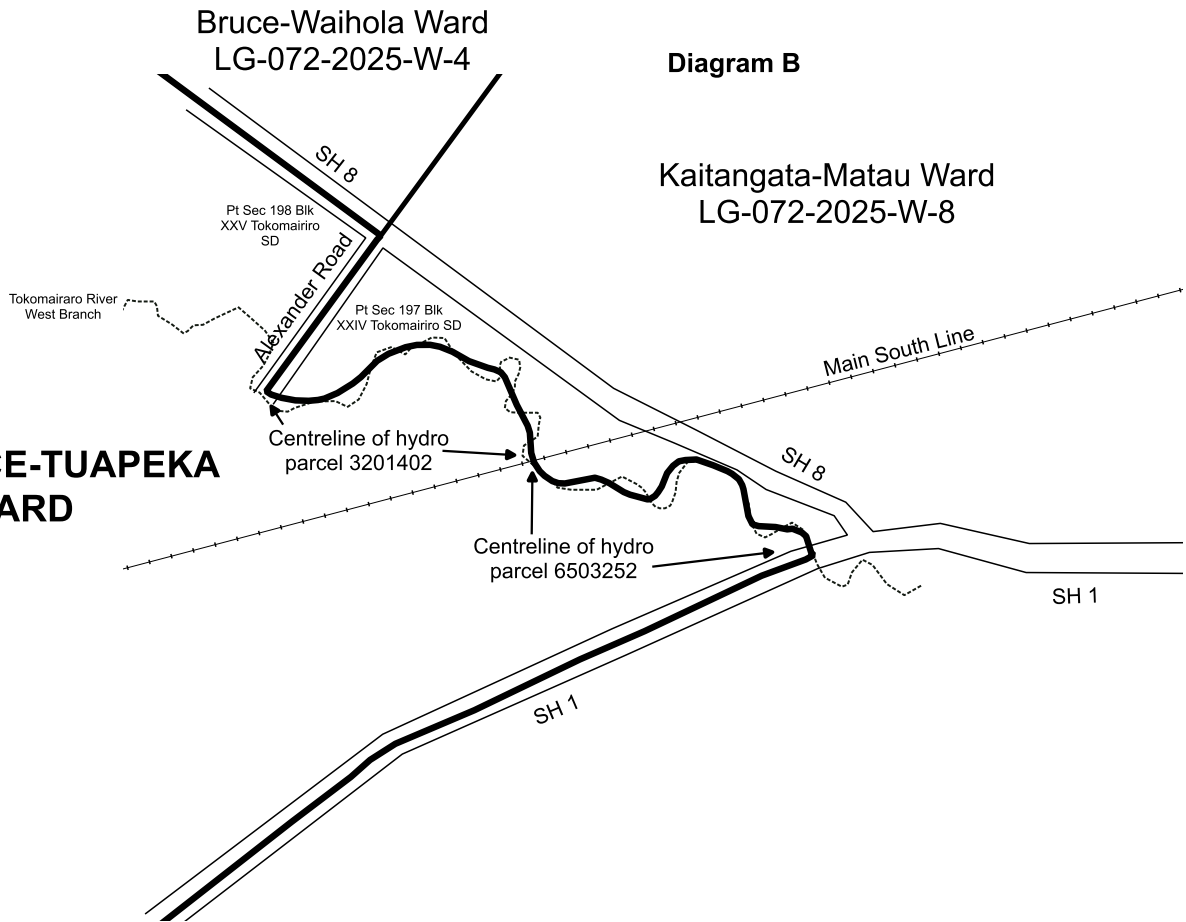 Bruce-Waihola Ward
LG-072-2025-W-4
Diagram B
SH 8
Kaitangata-Matau Ward
LG-072-2025-W-8
Pt Sec 198 Blk
XXV Tokomairiro
SD
Alexander Road
Tokomairaro River
West Branch
Pt Sec 197 Blk
XXIV Tokomairiro SD
Main South Line
Centreline of hydro
parcel 3201402
E-TUAPEKA
ARD
SH 8
Centreline of hydro
parcel 6503252
SH 1
SH 1